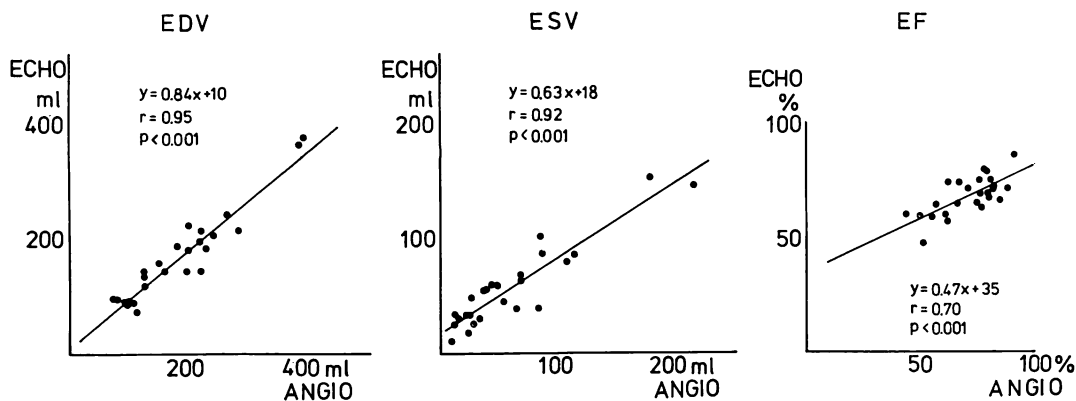 EDV
ECHO
ml
400
y=0.84x+10
r=0.95
p<0.001
200
200
400 ml
ANGIO
ESV
ECHO
ml
200
y=0.63x+18
r=0.92
p<0.001
100
100
200 ml
ANGIO
EF
ECHO
%
100
50
y=0.47x+35
r=0.70
p<0.001
50
100%
ANGIO